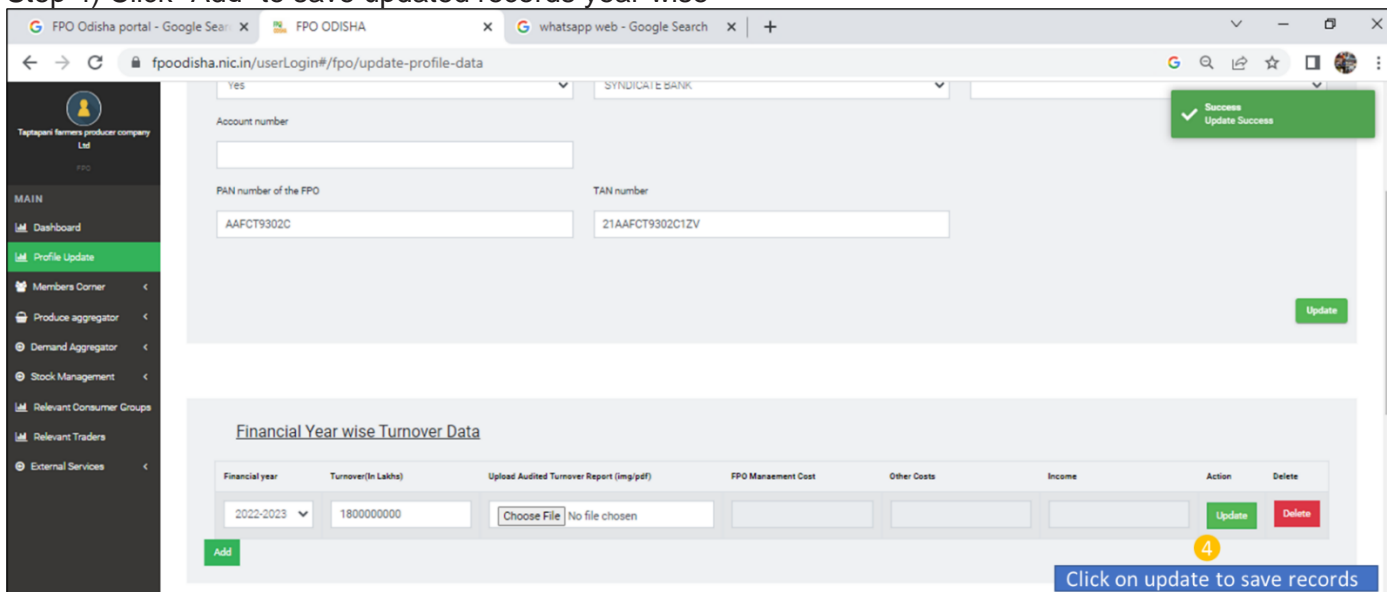 Step 4) Click "Add" to save updated records year wise
FPO Odisha portal - Google Sear
FPO ODISHA
whatsapp web - Google Search
fpoodisha.nic.in/userLogin#/fpo/update-profile-data
Yes
SYNDICATE BANK
Success
Update Success
Taptapani farmers producer company
Ltd
FPO
Account number
PAN number of the FPO
TAN number
MAIN
AAFCT9302C
21AAFCT9302C1ZV
Dashboard
Profile Update
Members Corner
Produce aggregator
Update
Demand Aggregator
Stock Management
Relevant Consumer Groups
Relevant Traders
External Services
Financial Year wise Turnover Data
Financial year Turnover(In Lakhs) Upload Audited Turnover Report (img/pdf) FPO Manaement Cost Other Costs Income Action Delete
2022-2023 1800000000 Choose File No file chosen Update Delete
Add
4
Click on update to save records